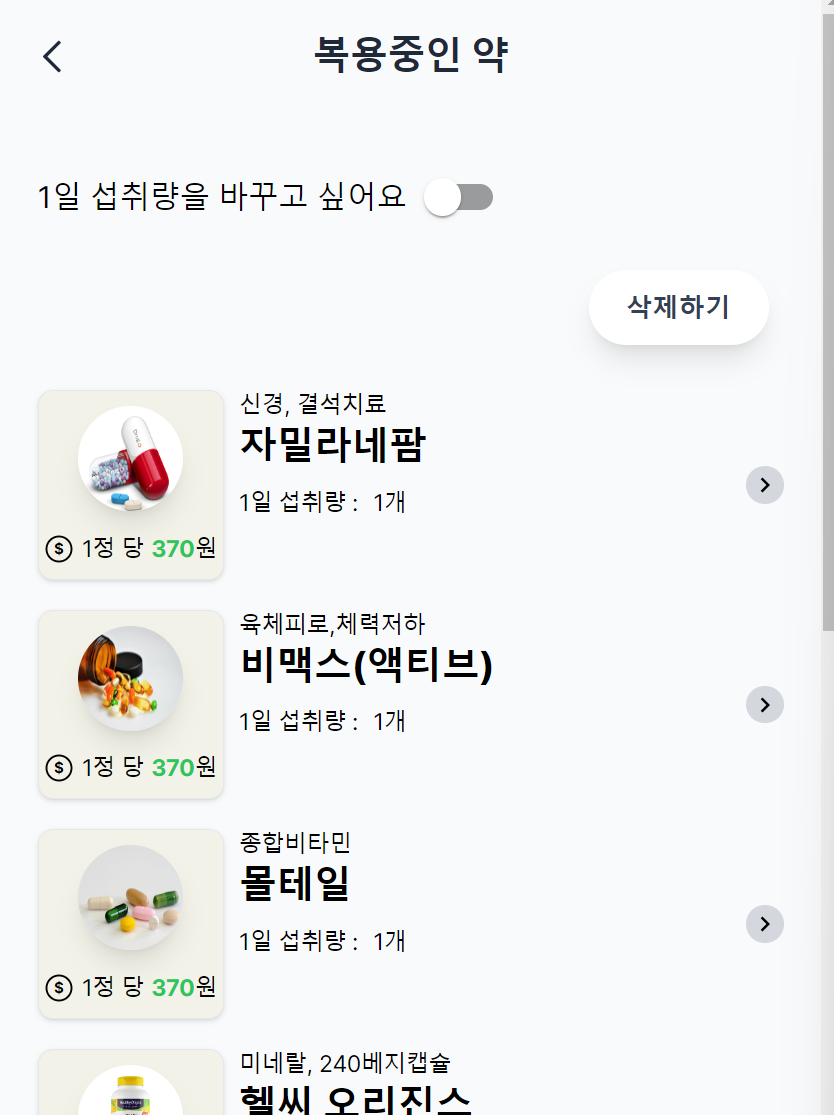 복용중인 약
1일 섭취량을 바꾸고 싶어요
삭제하기
신경, 결석치료
자밀라네팜
1일 섭취량 : 1개
$ 1정 당 370원
육체피로,체력저하
비맥스(액티브)
1일 섭취량 : 1개
$ 1정 당 370원
종합비타민
몰테일
1일 섭취량 : 1개
$ 1정 당 370원
미네랄, 240베지캡슐
헬씨 오리진스